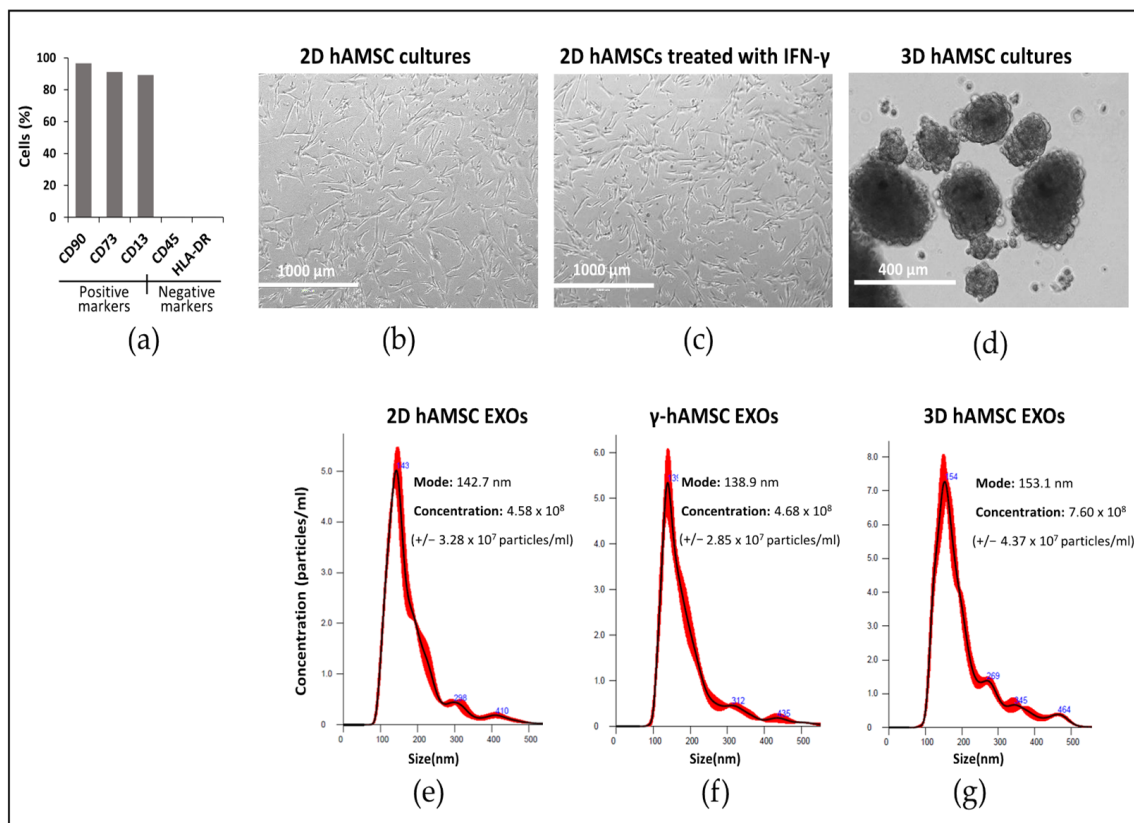 100
80
60
40
20
0
Cells (%)
CD90
CD73
CD13
CD45
HLA-DR
Positive markers
Negative markers
(a)
2D hAMSC cultures
1000 μm
(b)
2D hAMSCs treated with IFN-γ
1000 μm
(c)
3D hAMSC cultures
400 μm
(d)
2D hAMSC EXOs
Mode: 142.7 nm
Concentration: 4.58 x 10⁸
(+/− 3.28 x 10⁷ particles/ml)
Concentration (particles/ml)
5.0
4.0
3.0
2.0
1.0
0
143
298
410
0 100 200 300 400 500
Size(nm)
(e)
γ-hAMSC EXOs
Mode: 138.9 nm
Concentration: 4.68 x 10⁸
(+/− 2.85 x 10⁷ particles/ml)
6.0
5.0
4.0
3.0
2.0
1.0
0
312
435
0 100 200 300 400 500
Size(nm)
(f)
3D hAMSC EXOs
Mode: 153.1 nm
Concentration: 7.60 x 10⁸
(+/− 4.37 x 10⁷ particles/ml)
8.0
7.0
6.0
5.0
4.0
3.0
2.0
1.0
0
154
269
345
464
0 100 200 300 400 500
Size(nm)
(g)